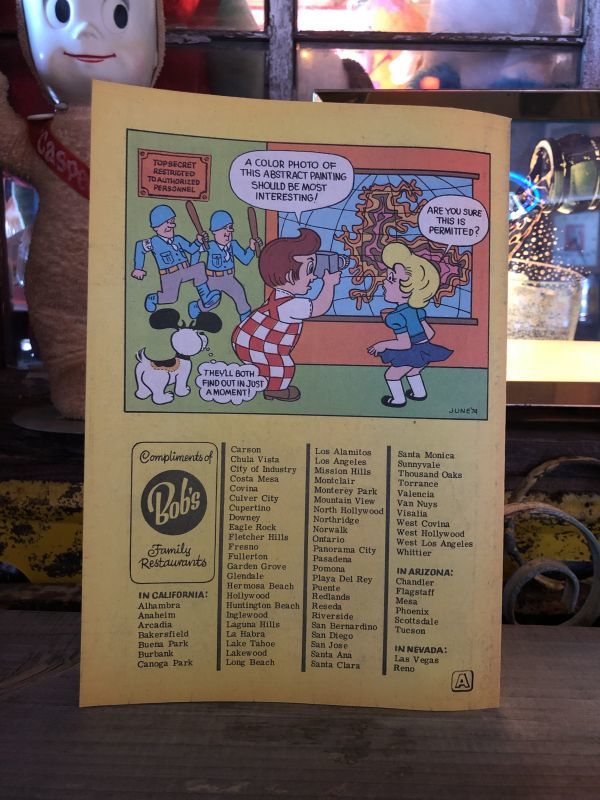 Casper
TOP SECRET
RESTRICTED
TO AUTHORIZED
PERSONNEL
A COLOR PHOTO OF
THIS ABSTRACT PAINTING
SHOULD BE MOST
INTERESTING!
ARE YOU SURE
THIS IS
PERMITTED?
THEY'LL BOTH
FIND OUT IN JUST
A MOMENT!
JUNE'74
Compliments of
Bob's
Family
Restaurants
IN CALIFORNIA:
Alhambra
Anaheim
Arcadia
Bakersfield
Buena Park
Burbank
Canoga Park
Carson
Chula Vista
City of Industry
Costa Mesa
Covina
Culver City
Cupertino
Downey
Eagle Rock
Fletcher Hills
Fresno
Fullerton
Garden Grove
Glendale
Hermosa Beach
Hollywood
Huntington Beach
Inglewood
Laguna Hills
La Habra
Lake Tahoe
Lakewood
Long Beach
Los Alamitos
Los Angeles
Mission Hills
Montclair
Monterey Park
Mountain View
North Hollywood
Northridge
Norwalk
Ontario
Panorama City
Pasadena
Pomona
Playa Del Rey
Puente
Redlands
Reseda
Riverside
San Bernardino
San Diego
San Jose
Santa Ana
Santa Clara
Santa Monica
Sunnyvale
Thousand Oaks
Torrance
Valencia
Van Nuys
Visalia
West Covina
West Hollywood
West Los Angeles
Whittier
IN ARIZONA:
Chandler
Flagstaff
Mesa
Phoenix
Scottsdale
Tucson
IN NEVADA:
Las Vegas
Reno
A